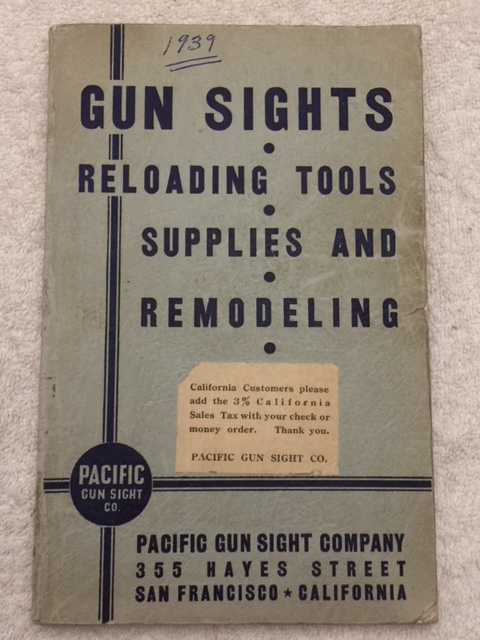 1939
GUN SIGHTS
RELOADING TOOLS
SUPPLIES AND
REMODELING
California Customers please
add the 3% California
Sales Tax with your check or
money order. Thank you.
PACIFIC GUN SIGHT CO.
PACIFIC
GUN SIGHT
CO.
PACIFIC GUN SIGHT COMPANY
355 HAYES STREET
SAN FRANCISCO ★ CALIFORNIA